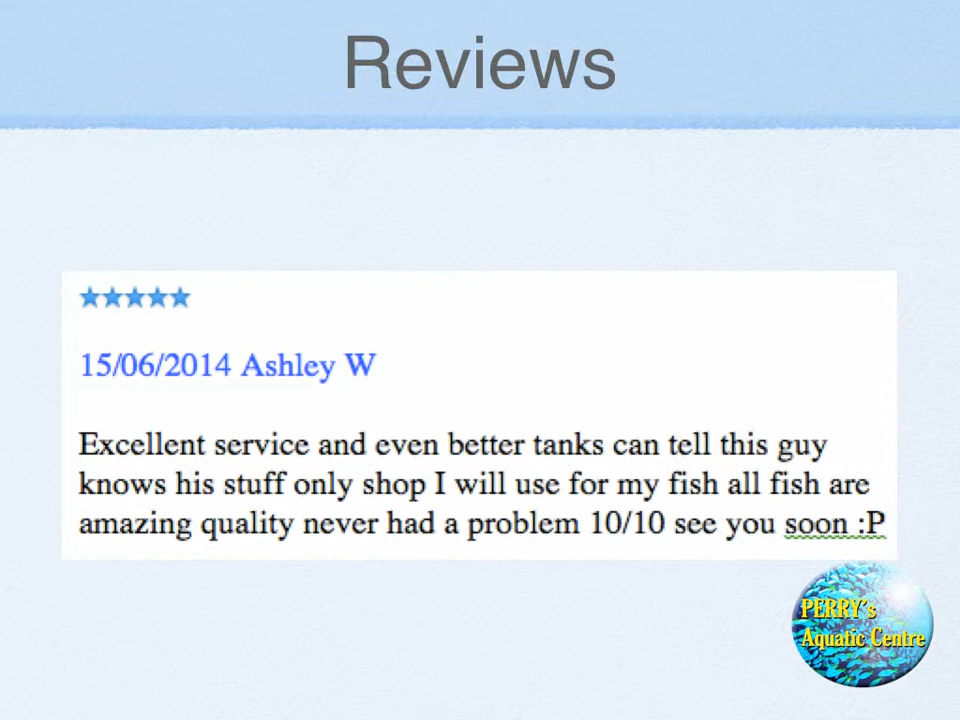 Reviews
15/06/2014 Ashley W
Excellent service and even better tanks can tell this guy
knows his stuff only shop I will use for my fish all fish are
amazing quality never had a problem 10/10 see you soon :P
PERRY's
Aquatic Centre